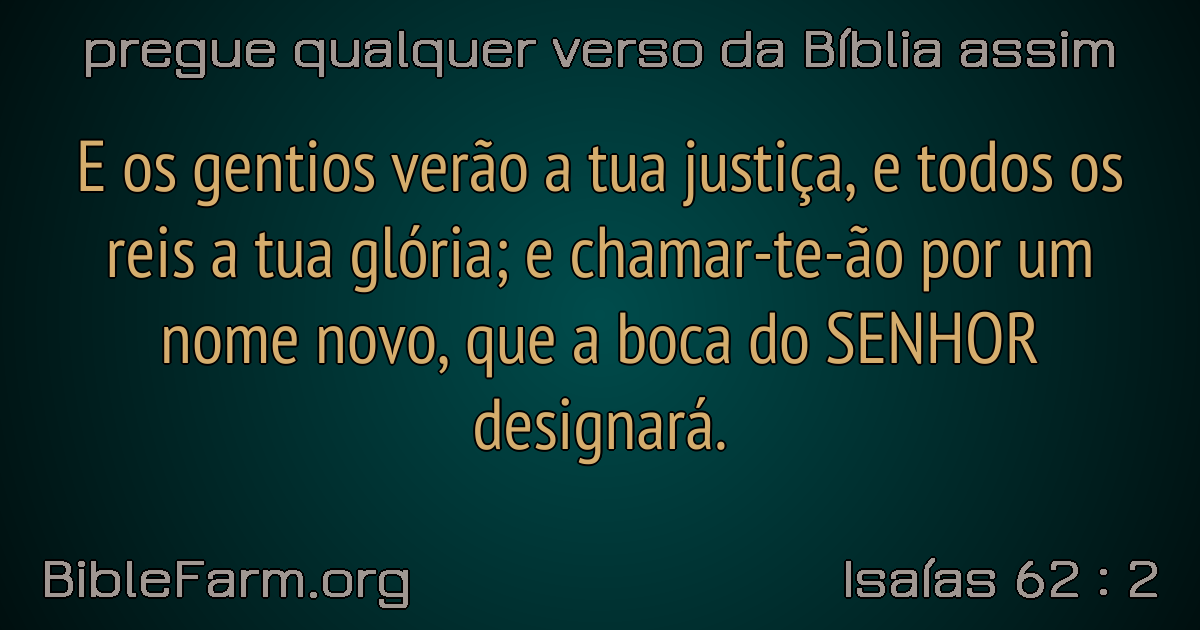 pregue qualquer verso da Bíblia assim
E os gentios verão a tua justiça, e todos os
reis a tua glória; e chamar-te-ão por um
nome novo, que a boca do SENHOR
designará.
BibleFarm.org
Isaías 62 : 2